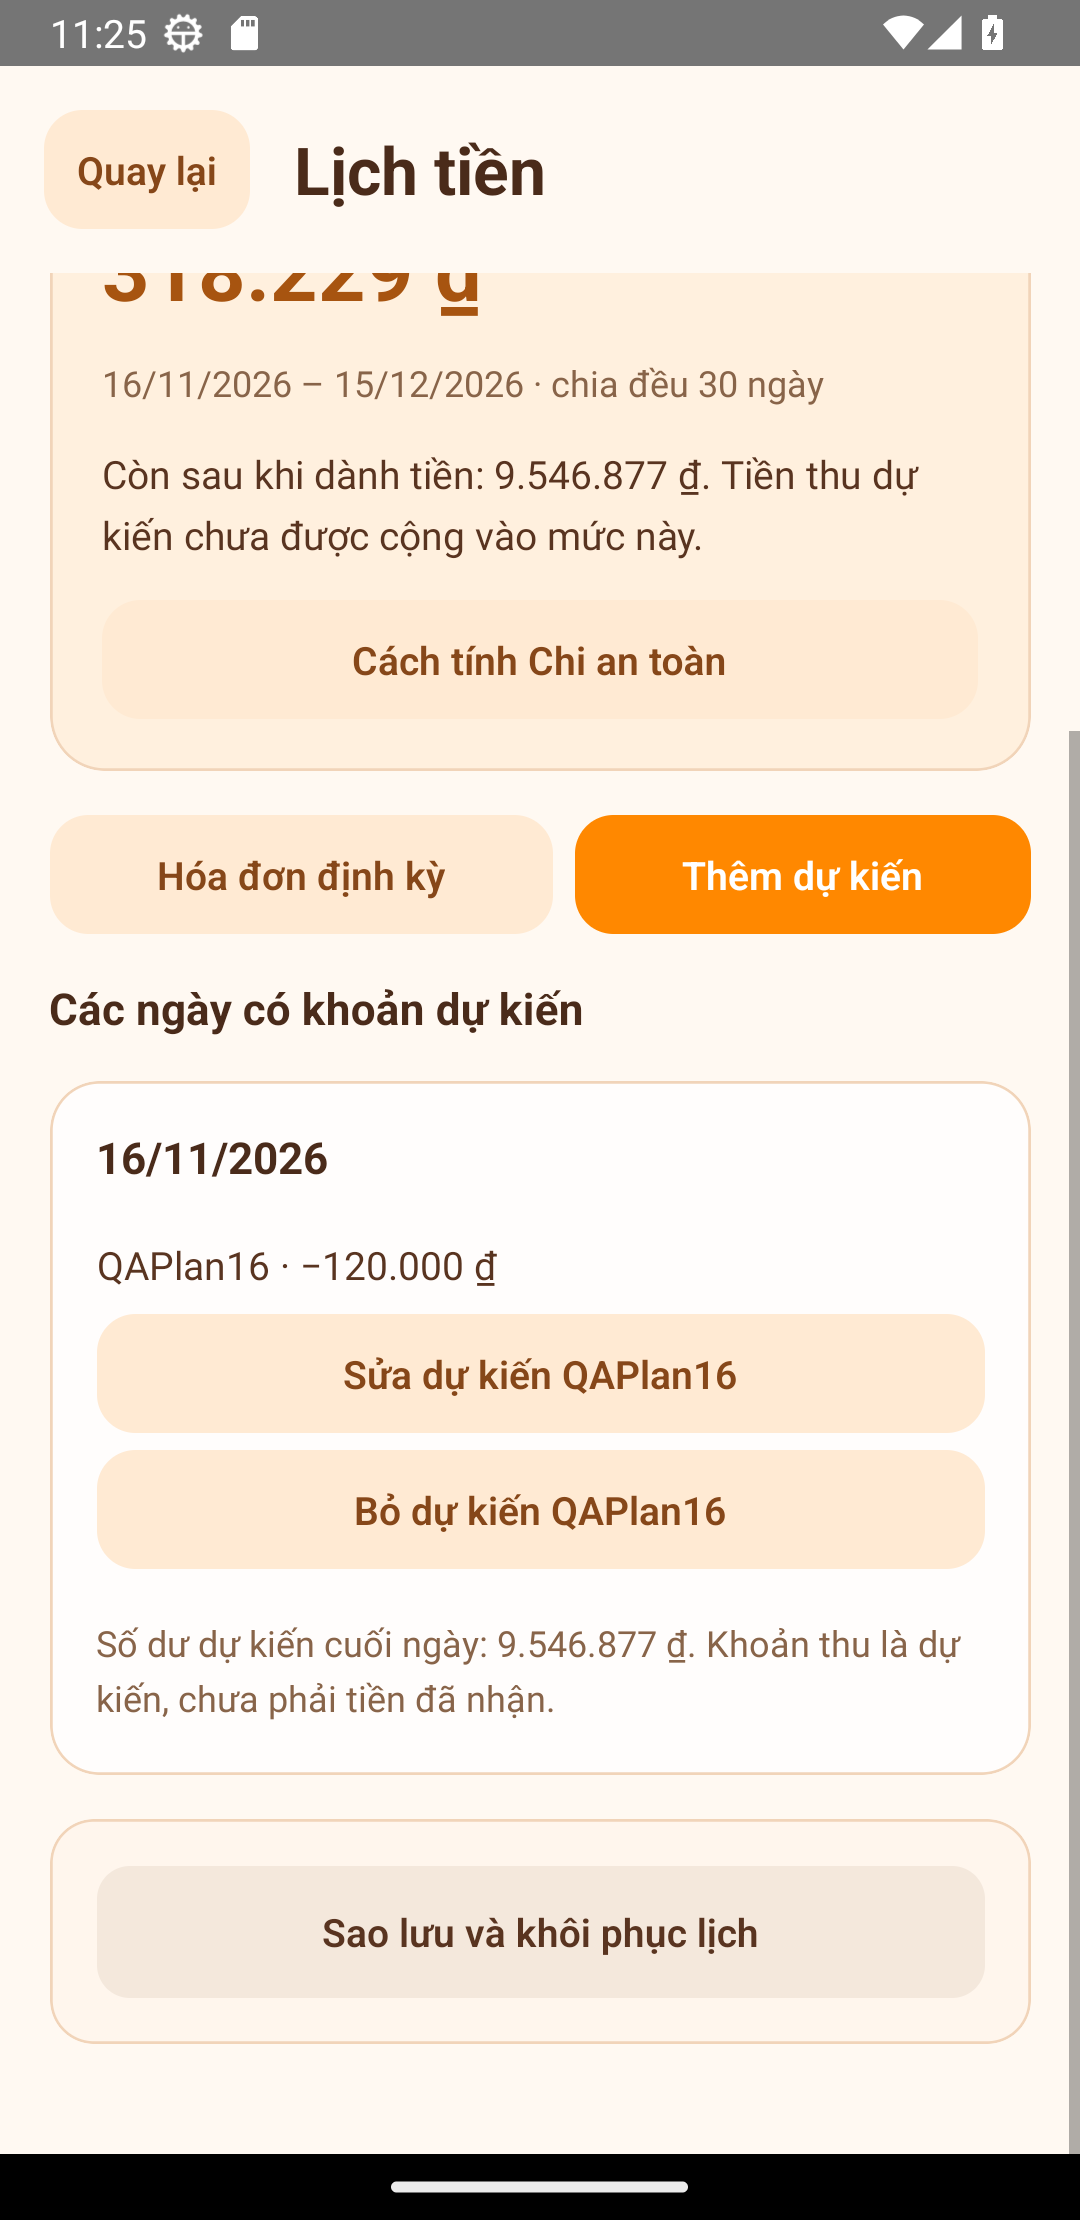 11:25
Quay lại
Lịch tiền
318.229 ₫
16/11/2026 – 15/12/2026 · chia đều 30 ngày
Còn sau khi dành tiền: 9.546.877 ₫. Tiền thu dự
kiến chưa được cộng vào mức này.
Cách tính Chi an toàn
Hóa đơn định kỳ
Thêm dự kiến
Các ngày có khoản dự kiến
16/11/2026
QAPlan16 · −120.000 ₫
Sửa dự kiến QAPlan16
Bỏ dự kiến QAPlan16
Số dư dự kiến cuối ngày: 9.546.877 ₫. Khoản thu là dự
kiến, chưa phải tiền đã nhận.
Sao lưu và khôi phục lịch